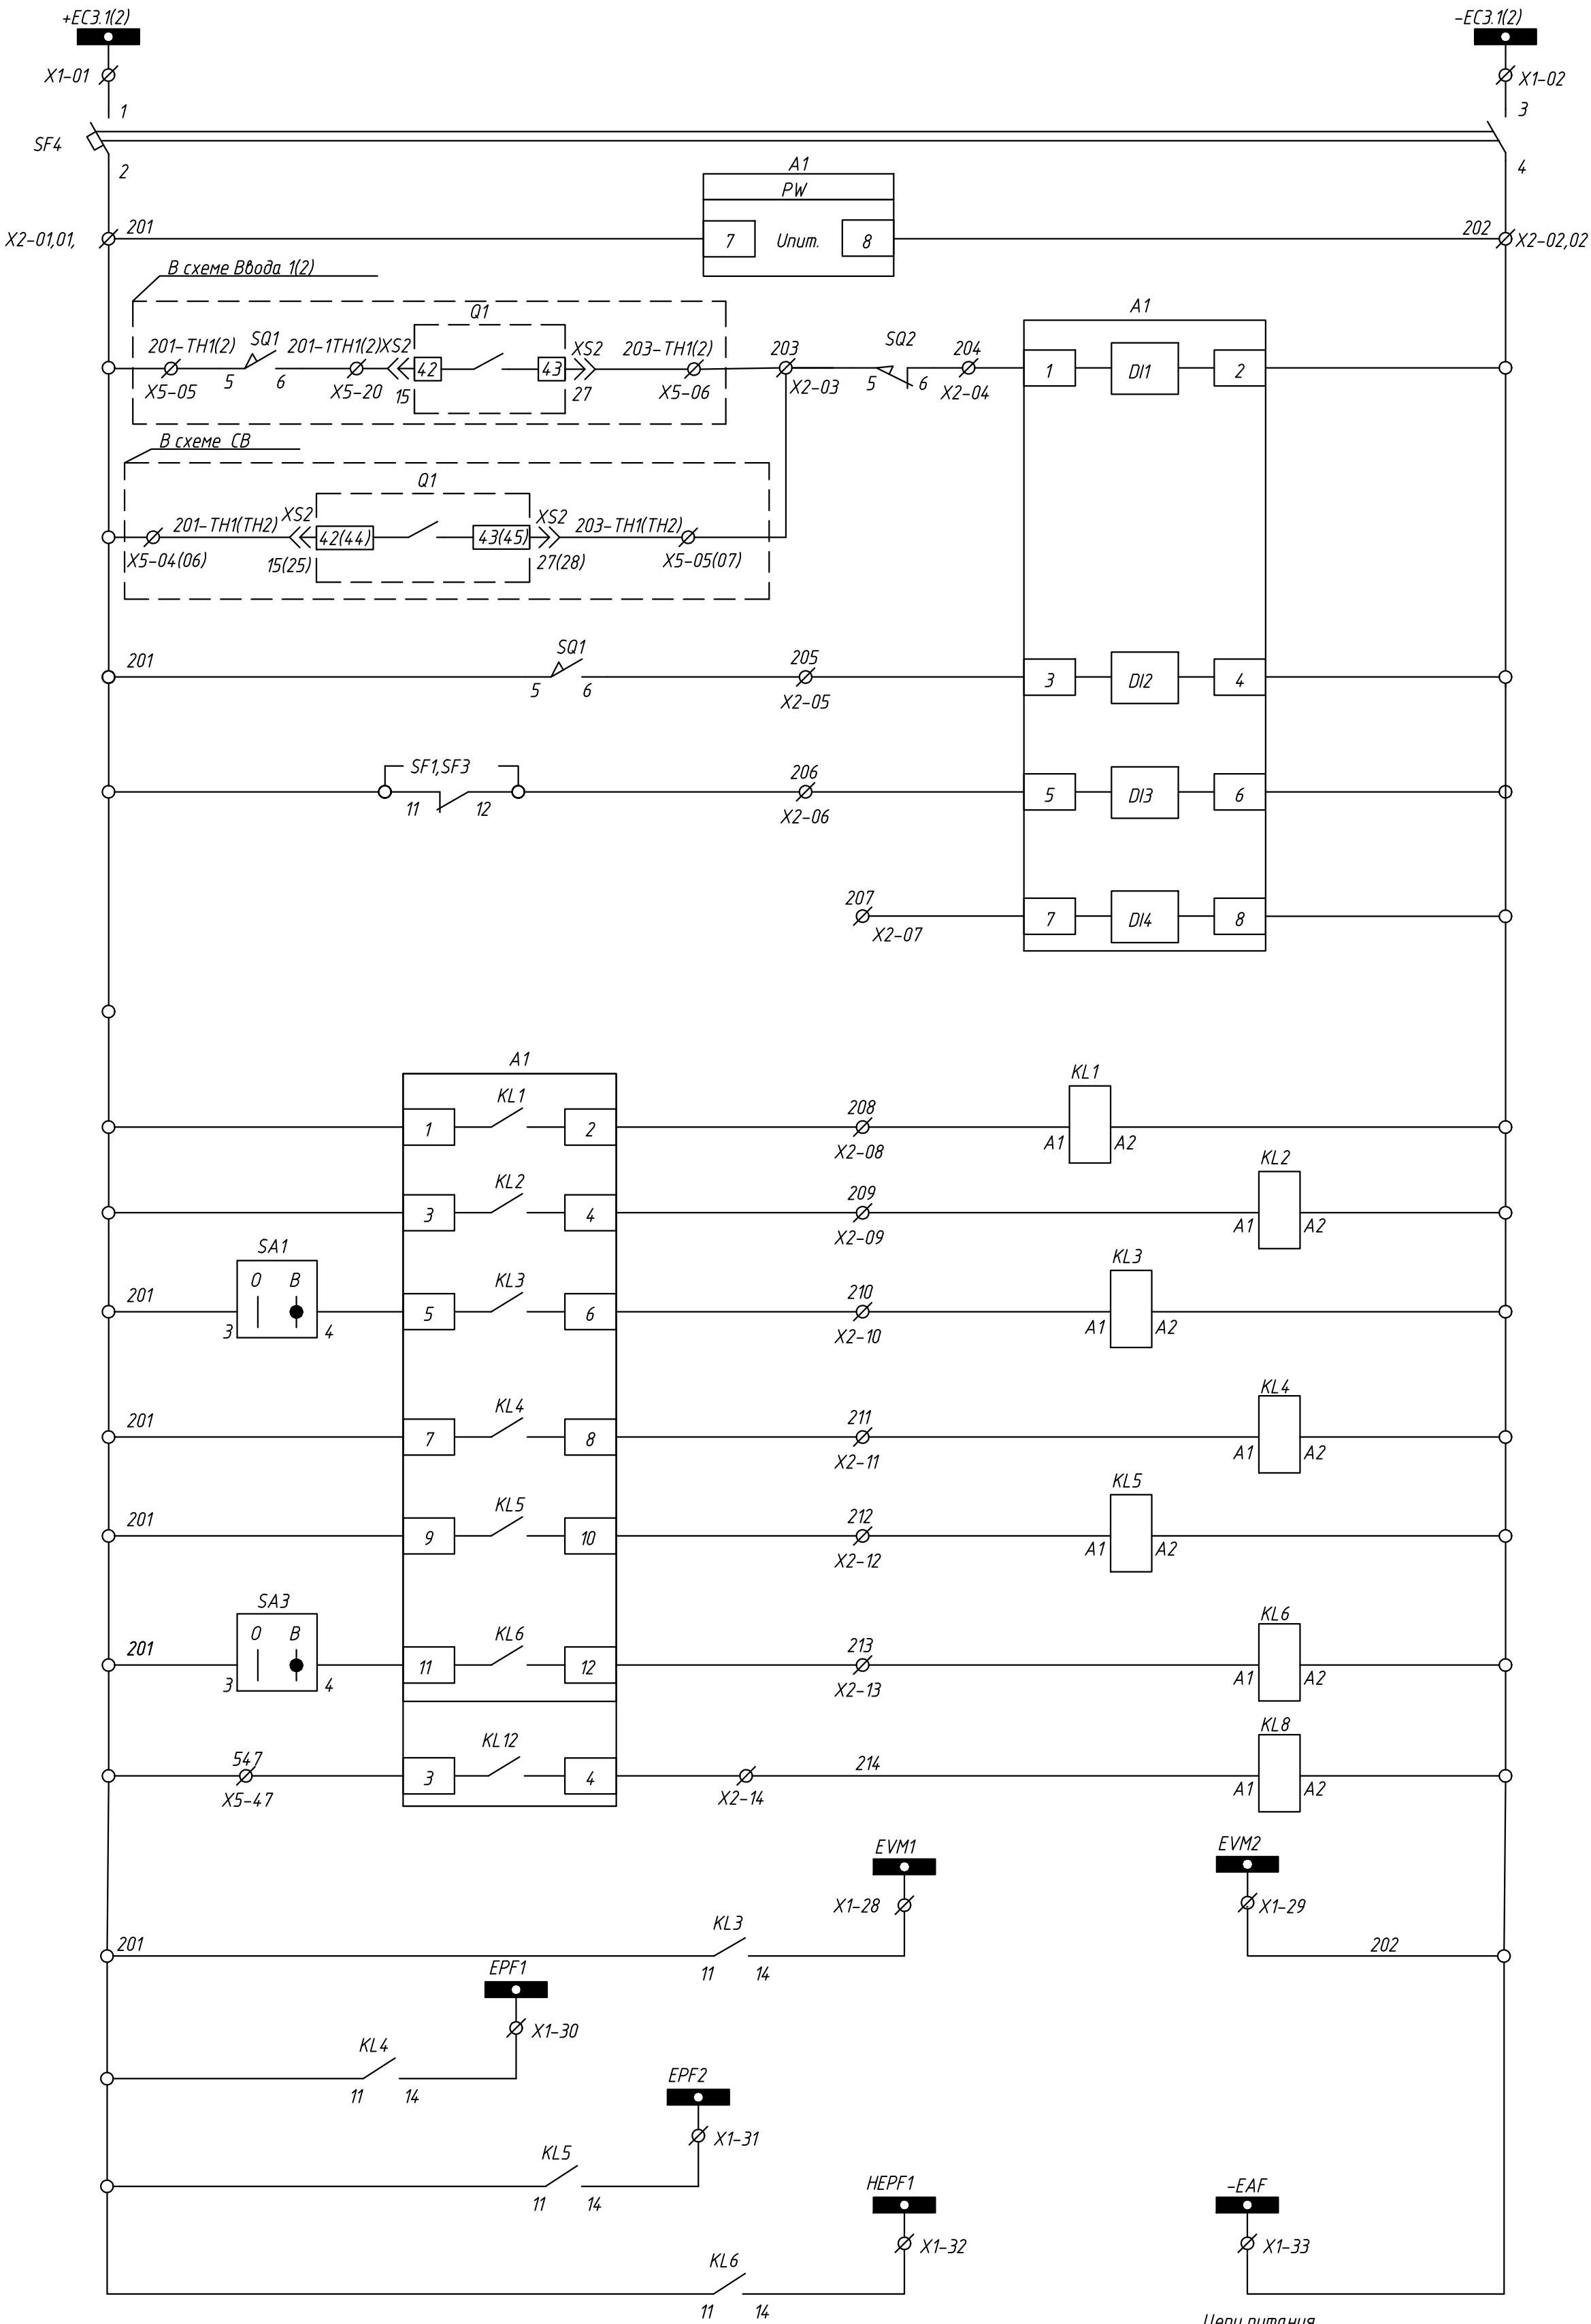 +EC3.1(2)
-EC3.1(2)
X1-01
X1-02
1
3
SF4
2
4
A1
PW
X2-01,01,
201
7
Uпит.
8
202
X2-02,02
В схеме Ввода 1(2)
Q1
A1
201-ТН1(2)
SQ1
201-1ТН1(2)
XS2
42
43
XS2
203-ТН1(2)
203
SQ2
204
1
DI1
2
X5-05
5
6
X5-20
15
27
X5-06
X2-03
5
6
X2-04
В схеме СВ
Q1
201-ТН1(ТН2)
XS2
42(44)
43(45)
XS2
203-ТН1(ТН2)
X5-04(06)
15(25)
27(28)
X5-05(07)
201
SQ1
205
5
6
X2-05
3
DI2
4
SF1,SF3
206
11
12
X2-06
5
DI3
6
207
X2-07
7
DI4
8
A1
KL1
1
KL1
2
208
X2-08
A1
A2
KL2
3
KL2
4
209
X2-09
A1
A2
SA1
O
B
201
3
4
5
KL3
6
210
X2-10
KL3
A1
A2
201
7
KL4
8
211
X2-11
KL4
A1
A2
201
9
KL5
10
212
X2-12
KL5
A1
A2
SA3
O
B
201
3
4
11
KL6
12
213
X2-13
KL6
A1
A2
547
X5-47
3
KL12
4
X2-14
214
KL8
A1
A2
EVM1
EVM2
X1-28
X1-29
201
KL3
11
14
202
EPF1
X1-30
KL4
11
14
EPF2
X1-31
KL5
11
14
HEPF1
-EAF
X1-32
X1-33
KL6
11
14
Цепи питания